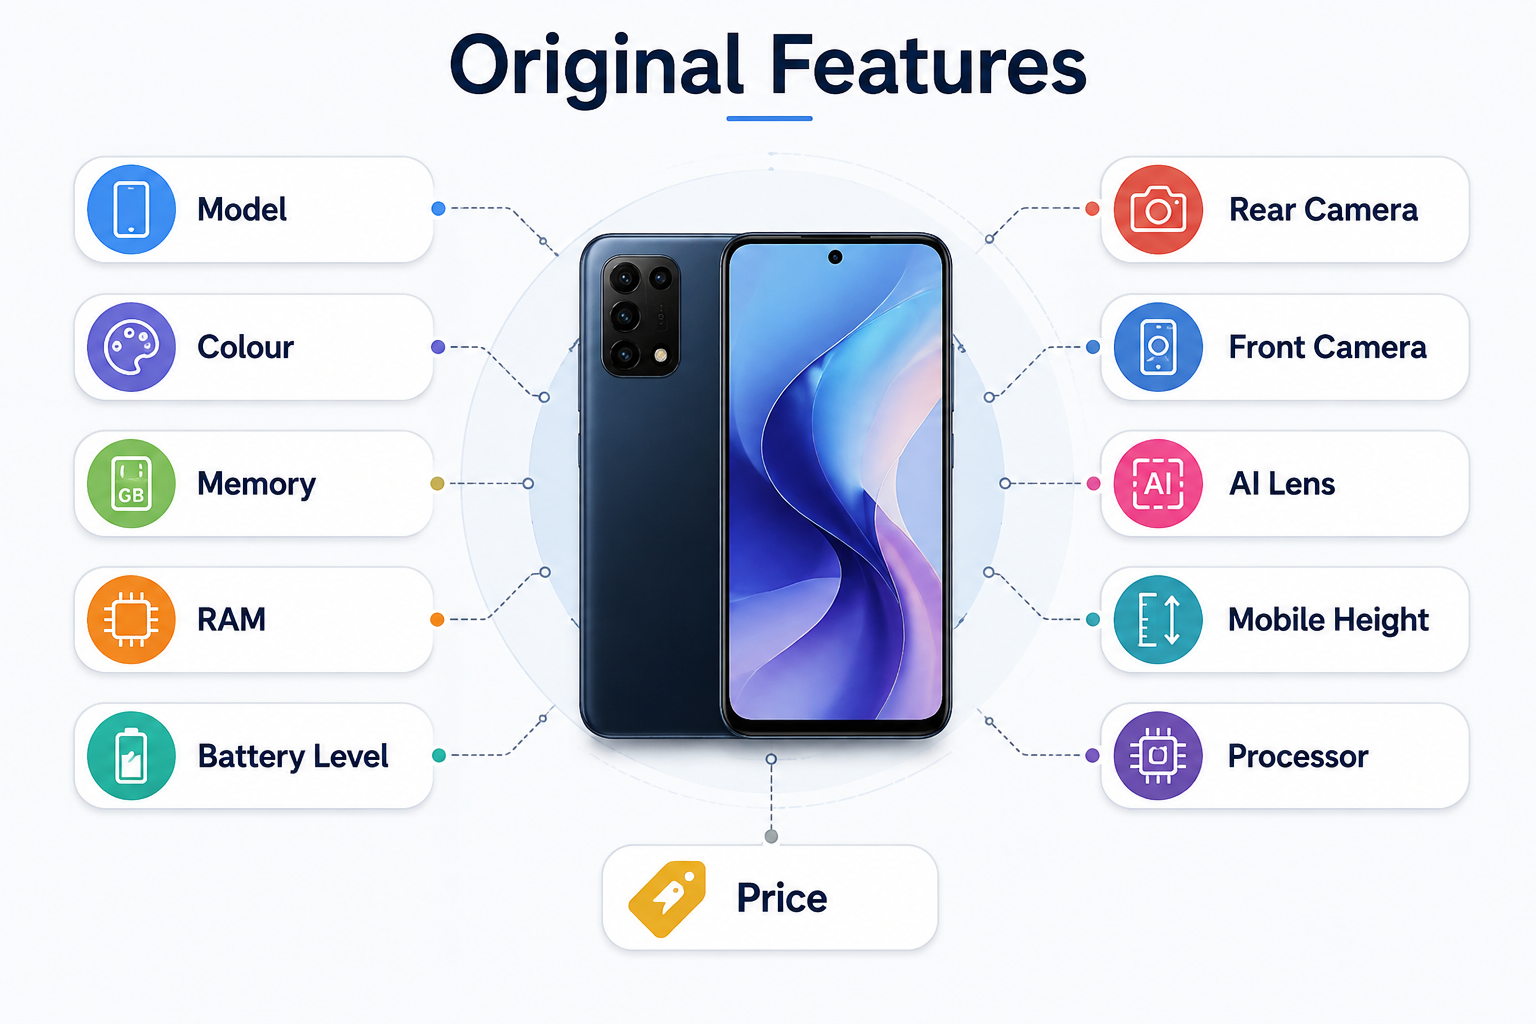 Original Features
Model
Colour
Memory
GB
RAM
Battery Level
Rear Camera
Front Camera
AI
AI Lens
Mobile Height
Processor
Price